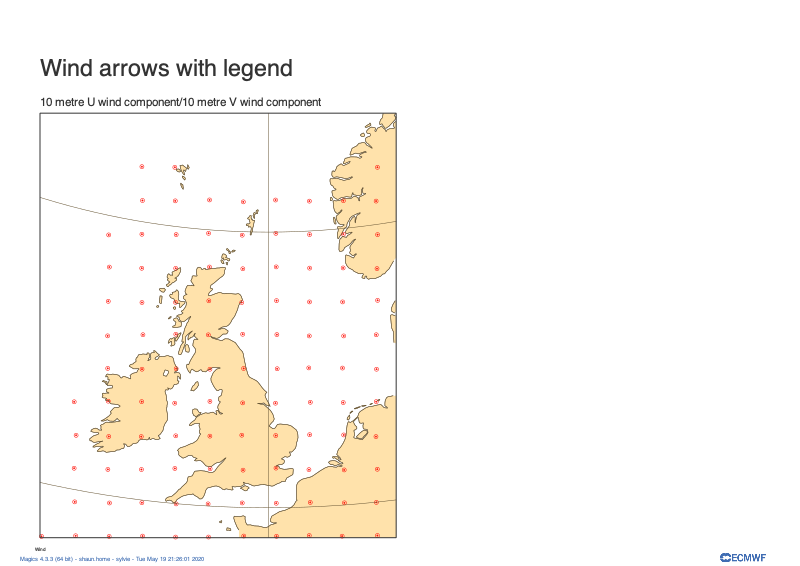 Wind arrows with legend
10 metre U wind component/10 metre V wind component
Wind
Magics 4.3.3 (64 bit) - shaun.home - sylvie - Tue May 19 21:28:01 2020
ECMWF